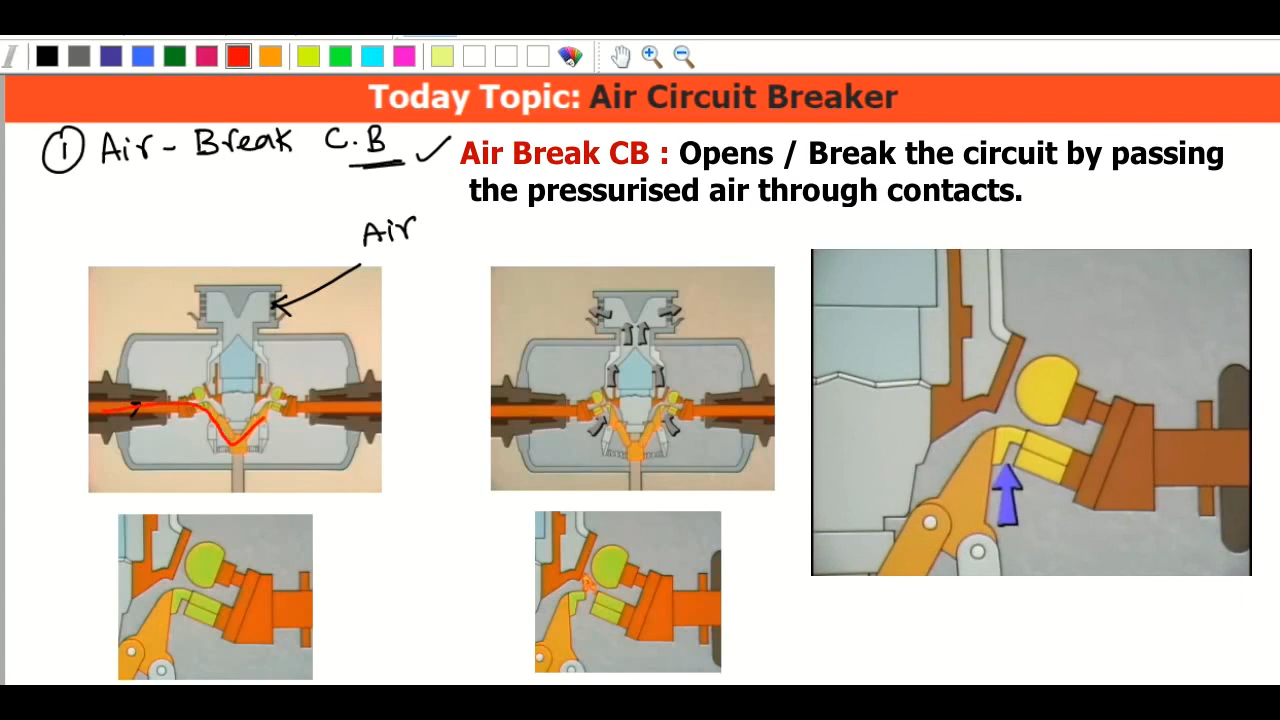 Today Topic: Air Circuit Breaker
① Air - Break C.B ✓
Air Break CB : Opens / Break the circuit by passing
the pressurised air through contacts.
Air